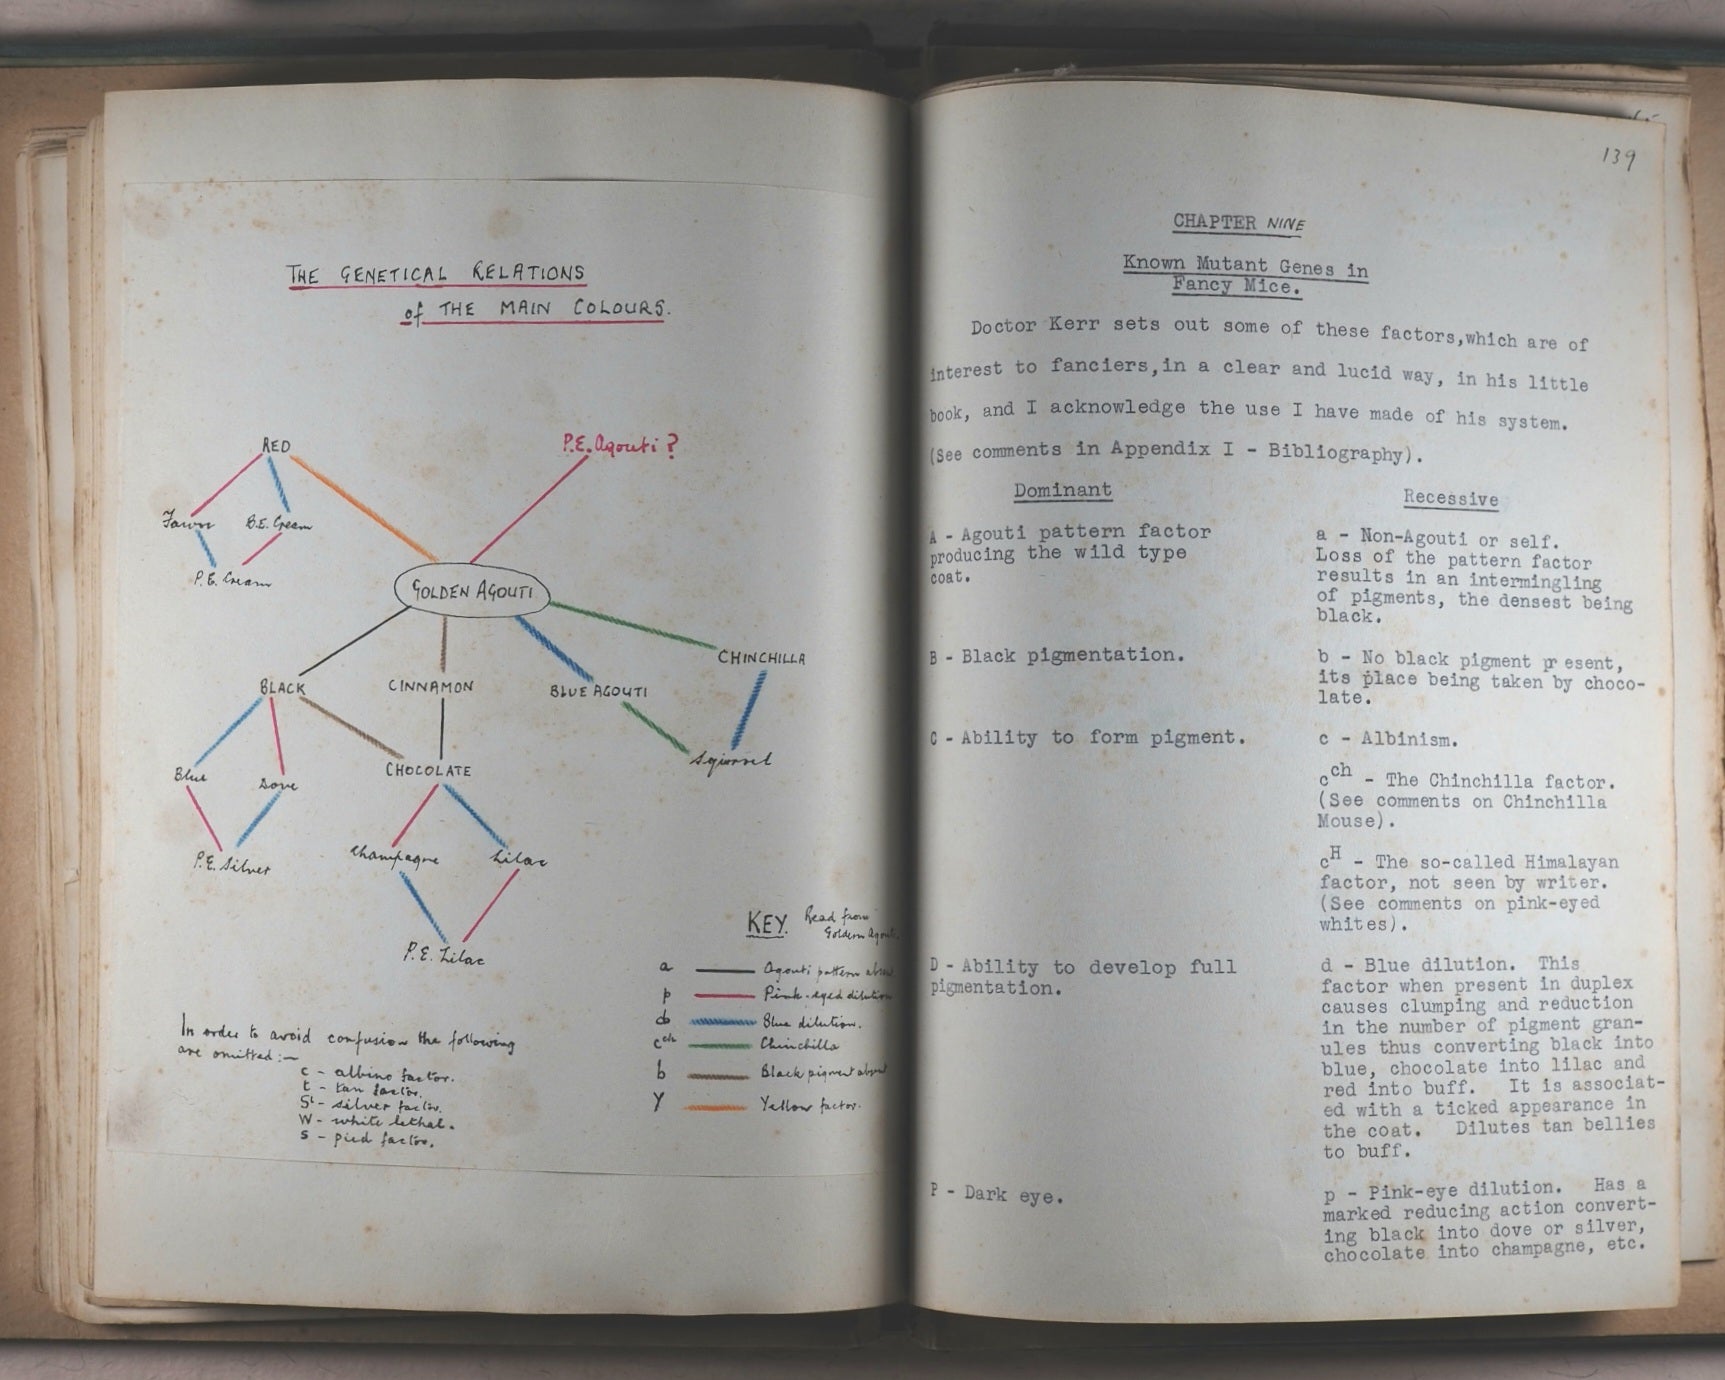 THE GENETICAL RELATIONS
of THE MAIN COLOURS.
RED
P.E. Agouti ?
Fawn
B.E. Cream
P.E. Cream
GOLDEN AGOUTI
CHINCHILLA
BLACK
CINNAMON
BLUE AGOUTI
Squirrel
Blue
Dove
CHOCOLATE
P.E. Silver
Champagne
Lilac
P.E. Lilac
KEY. Read from
Golden Agouti.
a Agouti pattern
p Pink-eyed dilution
d Blue dilution.
cch Chinchilla
b Black pigment absent
y Yellow factor.
In order to avoid confusion the following
are omitted :-
c - albino factor.
t - tan factor.
Si - silver factor.
W - white lethal.
s - pied factor.
139
CHAPTER NINE
Known Mutant Genes in
Fancy Mice.
Doctor Kerr sets out some of these factors,which are of
interest to fanciers,in a clear and lucid way, in his little
book, and I acknowledge the use I have made of his system.
(See comments in Appendix I - Bibliography).
Dominant
Recessive
A - Agouti pattern factor
producing the wild type
coat.
a - Non-Agouti or self.
Loss of the pattern factor
results in an intermingling
of pigments, the densest being
black.
B - Black pigmentation.
b - No black pigment pr esent,
its place being taken by choco-
late.
C - Ability to form pigment.
c - Albinism.
cch - The Chinchilla factor.
(See comments on Chinchilla
Mouse).
cH - The so-called Himalayan
factor, not seen by writer.
(See comments on pink-eyed
whites).
D - Ability to develop full
pigmentation.
d - Blue dilution. This
factor when present in duplex
causes clumping and reduction
in the number of pigment gran-
ules thus converting black into
blue, chocolate into lilac and
red into buff. It is associat-
ed with a ticked appearance in
the coat. Dilutes tan bellies
to buff.
P - Dark eye.
p - Pink-eye dilution. Has a
marked reducing action convert-
ing black into dove or silver,
chocolate into champagne, etc.